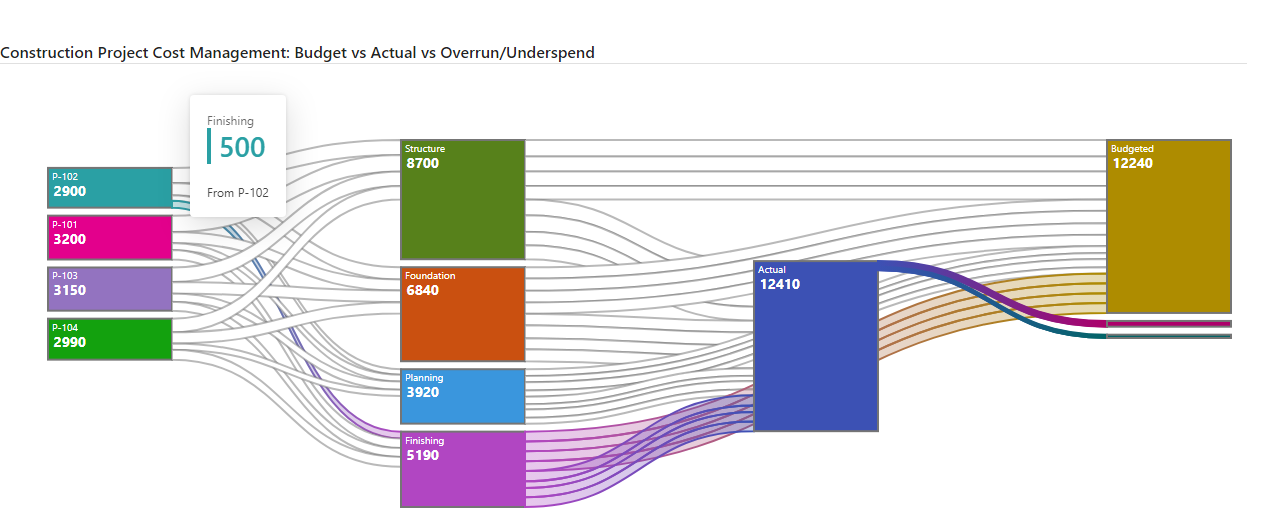 Construction Project Cost Management: Budget vs Actual vs Overrun/Underspend
Finishing
500
From P-102
P-102
2900
P-101
3200
P-103
3150
P-104
2990
Structure
8700
Foundation
6840
Planning
3920
Finishing
5190
Actual
12410
Budgeted
12240